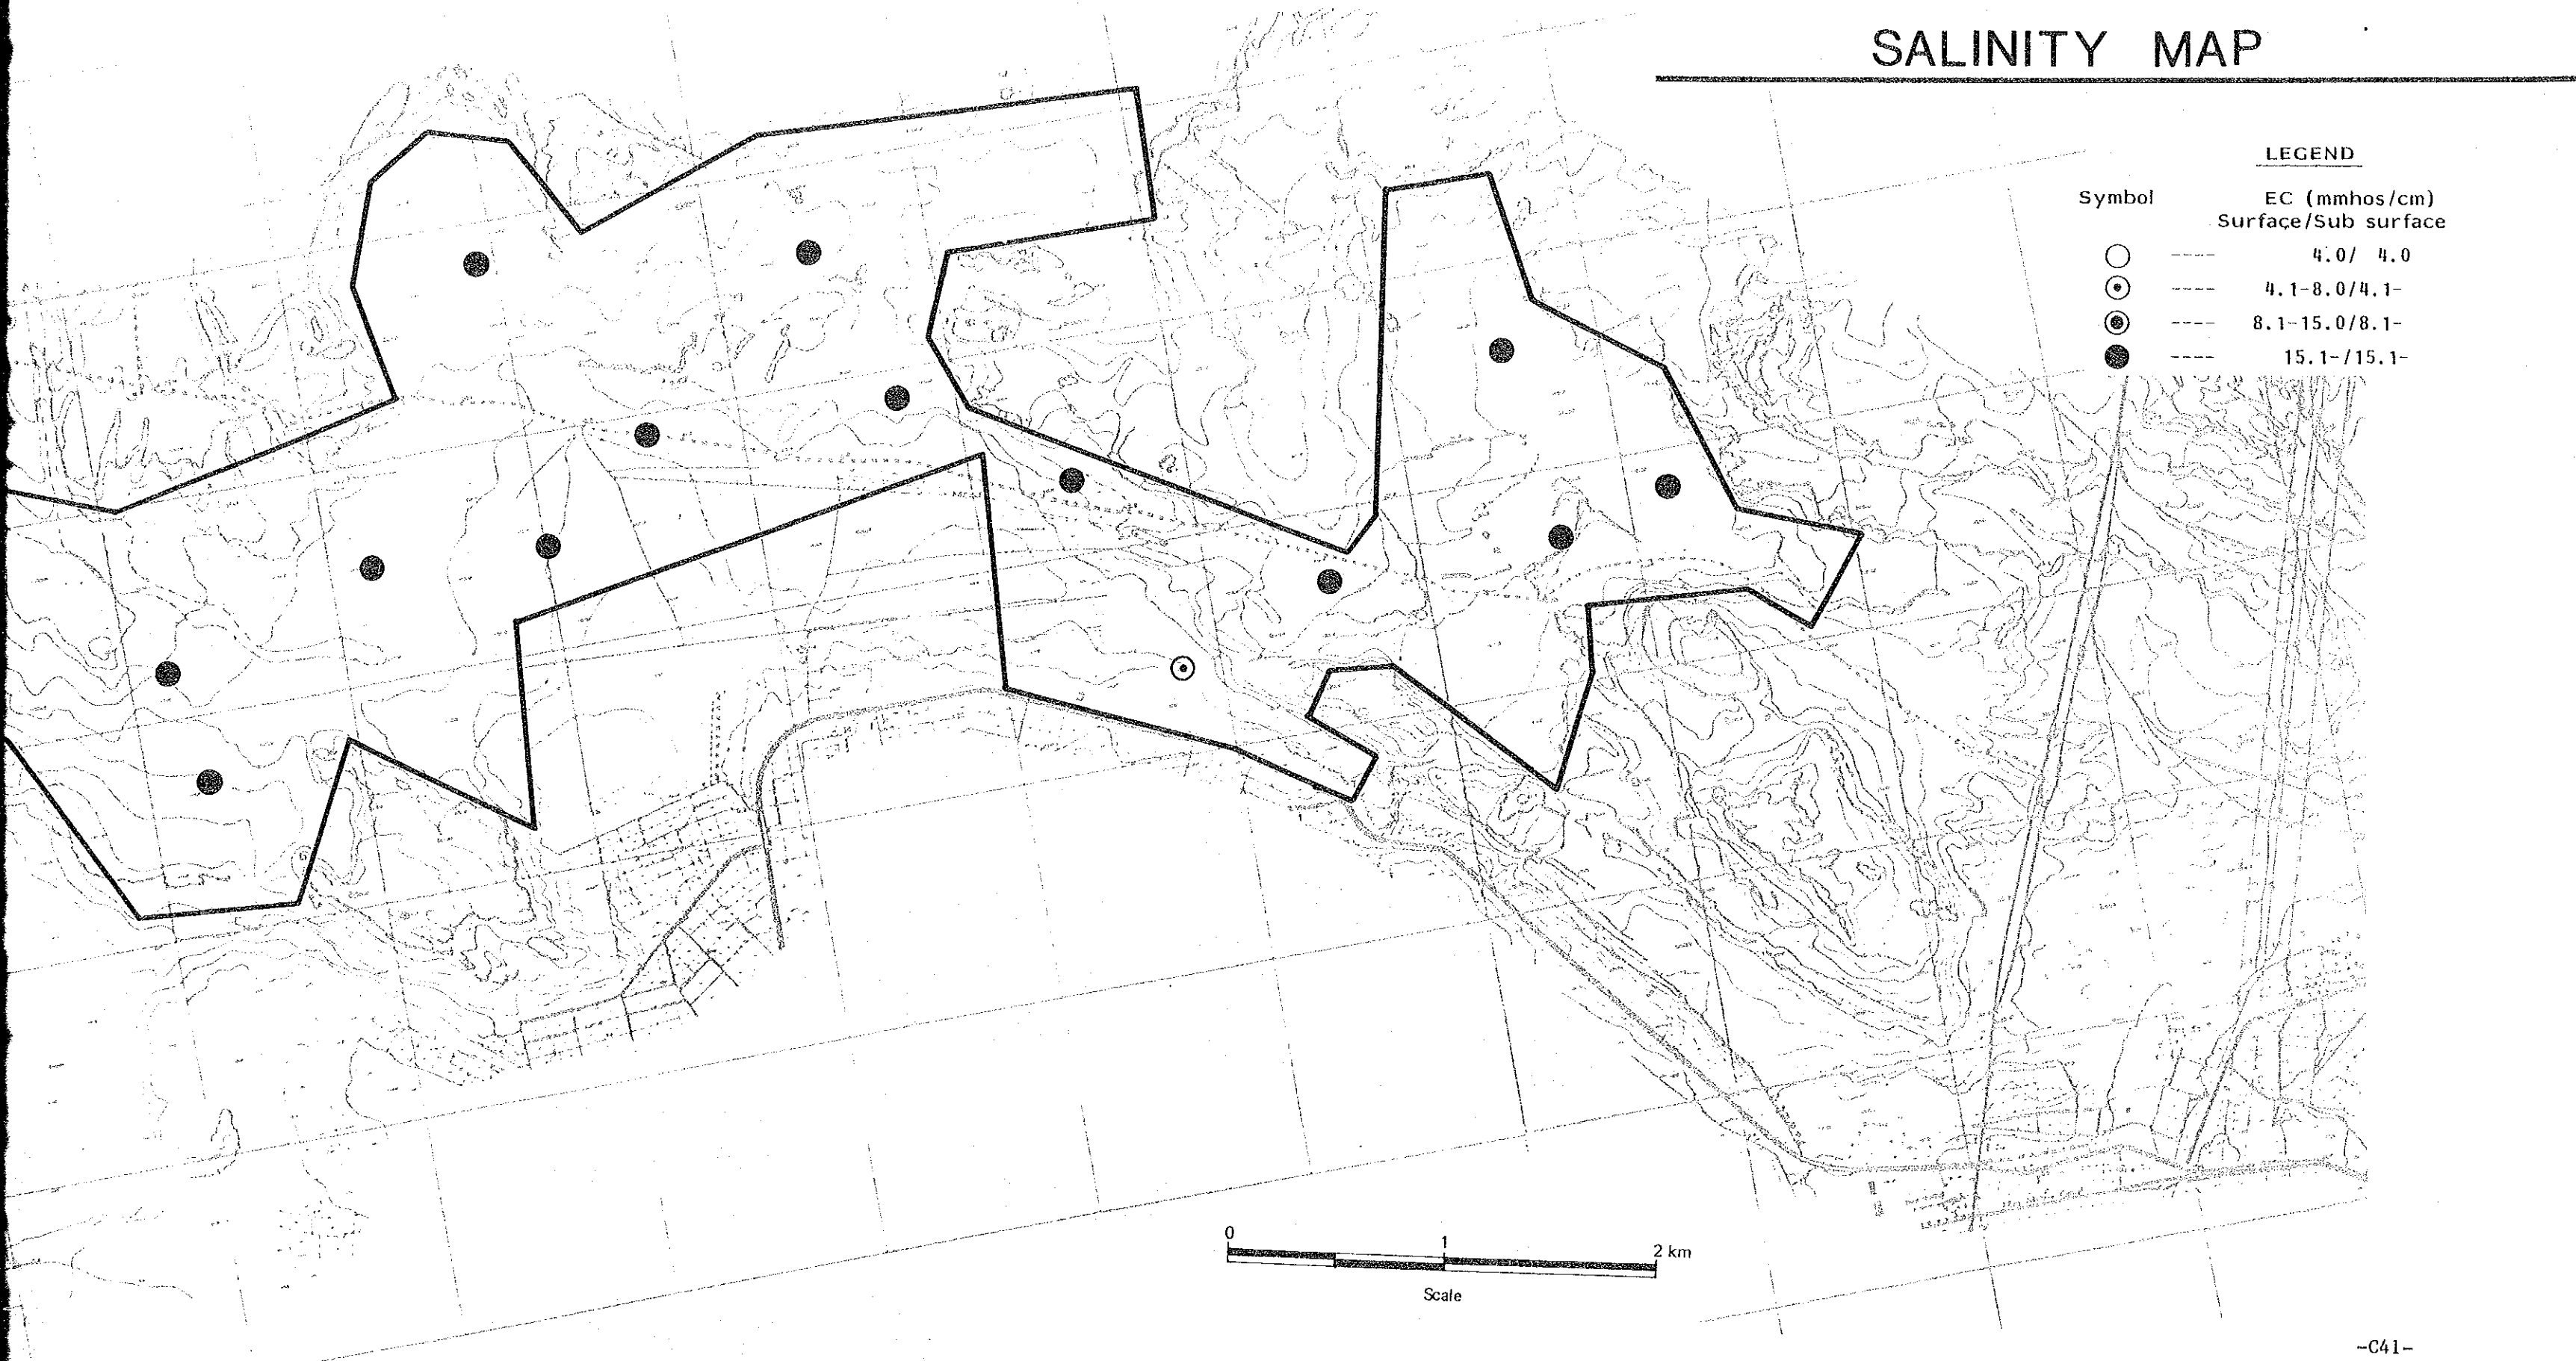 SALINITY MAP
LEGEND
Symbol EC (mmhos/cm)
Surface/Sub surface
---- 4.0/ 4.0
---- 4.1-8.0/4.1-
---- 8.1-15.0/8.1-
---- 15.1-/15.1-
0 1 2 km
Scale
-C41-